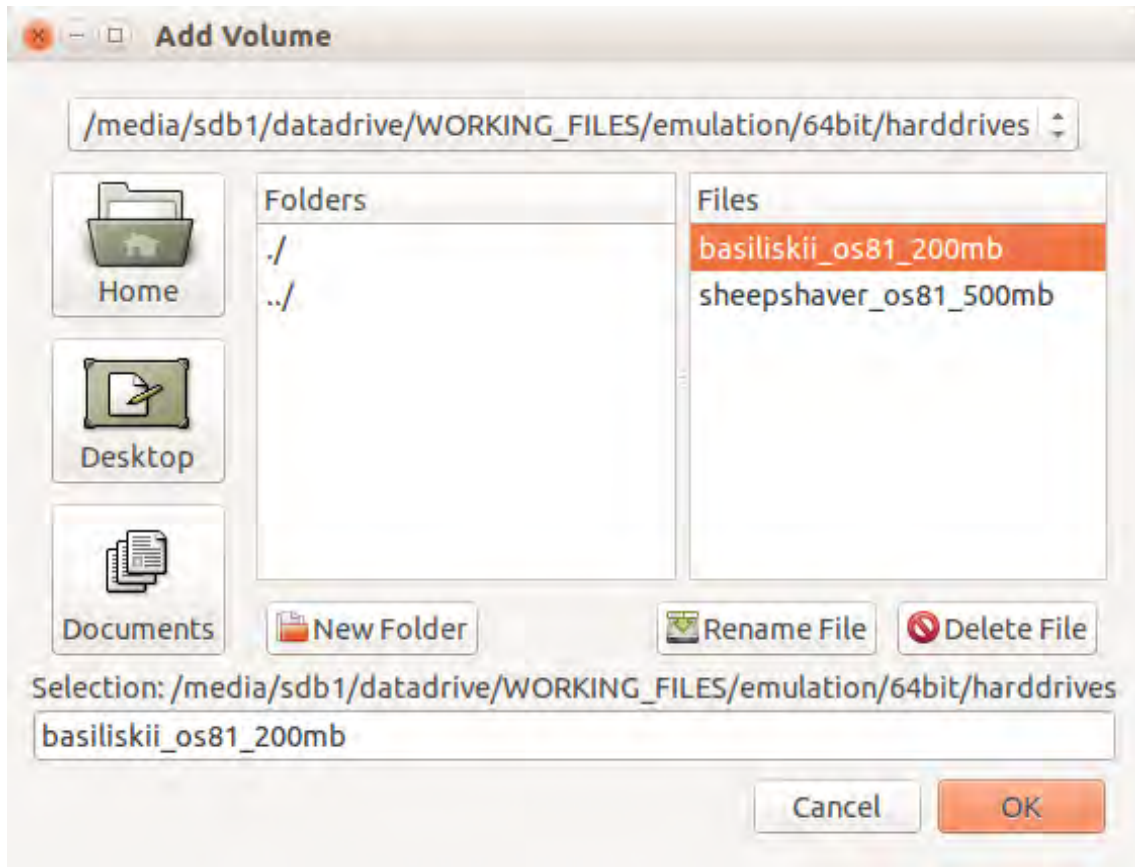 Add Volume
/media/sdb1/datadrive/WORKING_FILES/emulation/64bit/harddrives
Home
Desktop
Documents
Folders
./
../
Files
basiliskii_os81_200mb
sheepshaver_os81_500mb
New Folder
Rename File
Delete File
Selection: /media/sdb1/datadrive/WORKING_FILES/emulation/64bit/harddrives
basiliskii_os81_200mb
Cancel
OK